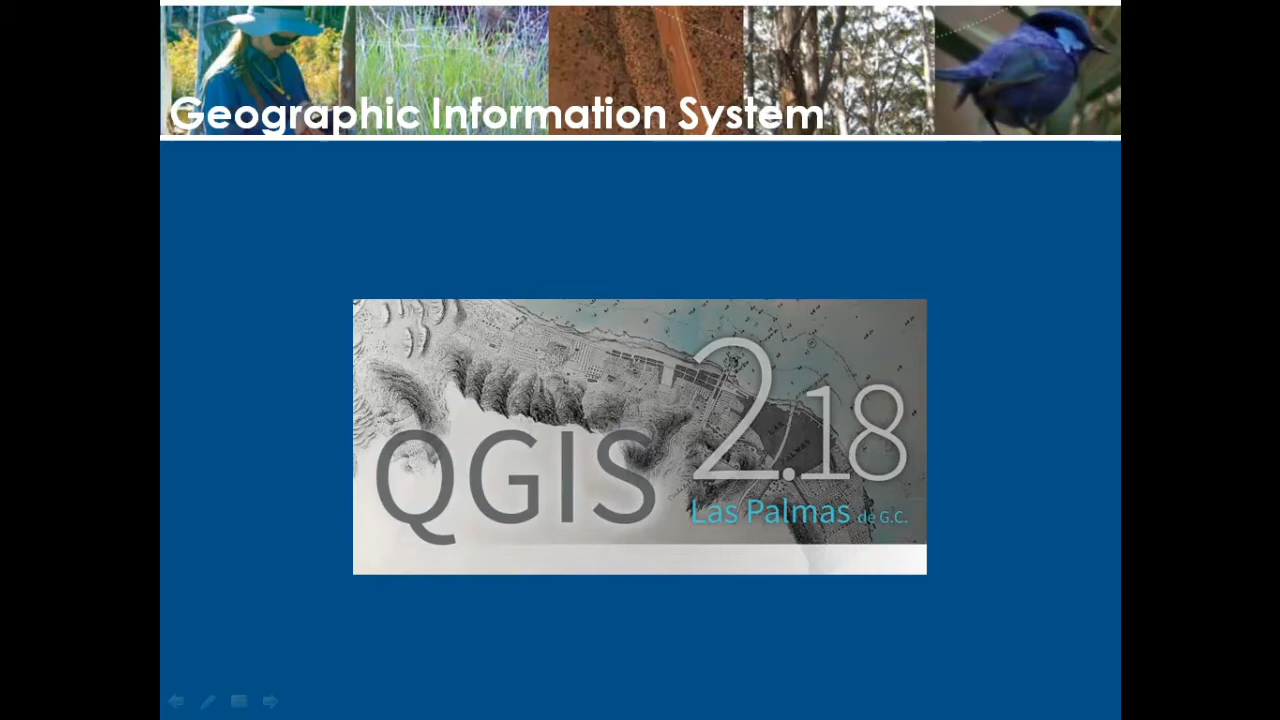 Geographic Information System
QGIS
2.18
Las Palmas de G.C.